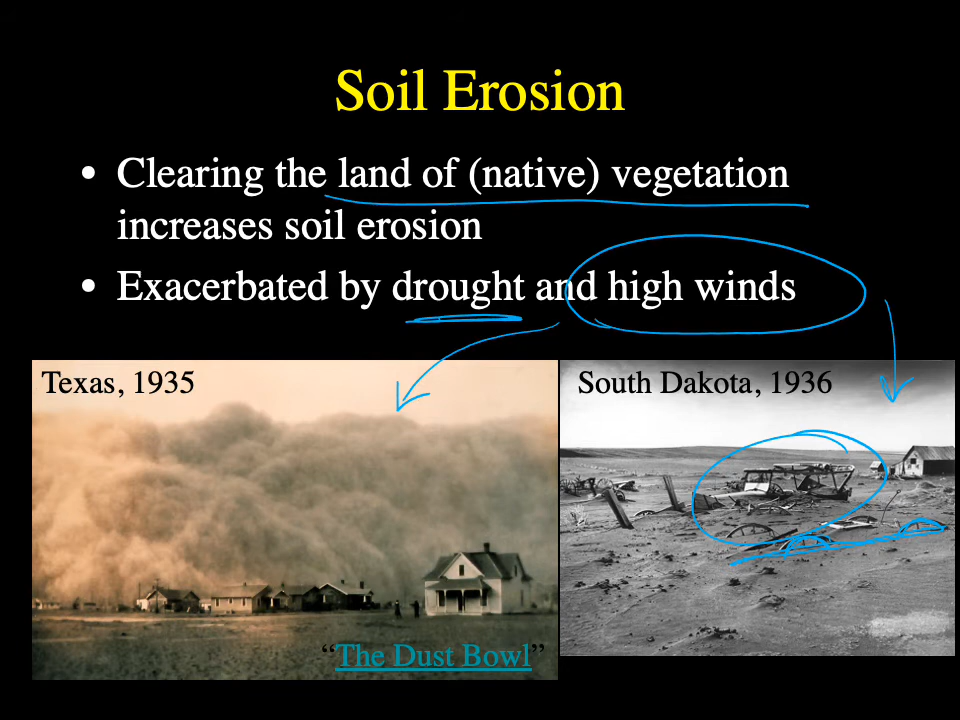 Soil Erosion
• Clearing the land of (native) vegetation
increases soil erosion
• Exacerbated by drought and high winds
Texas, 1935
South Dakota, 1936
“The Dust Bowl”